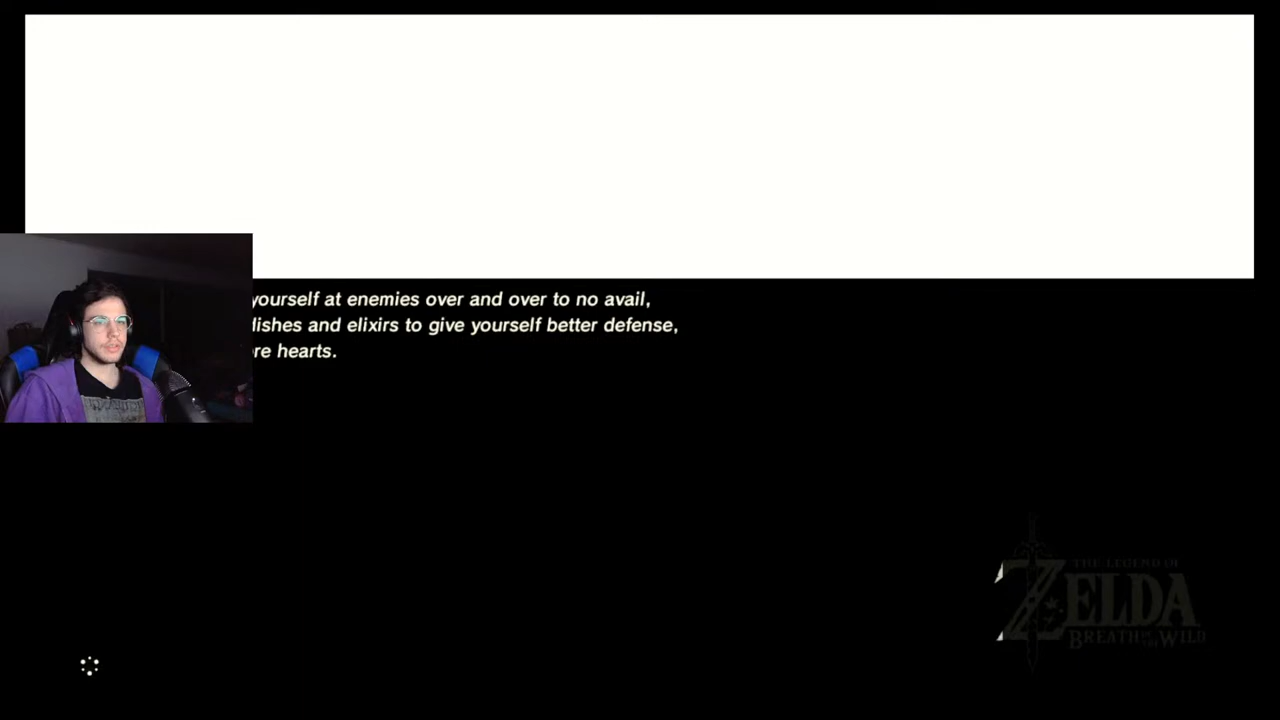 yourself at enemies over and over to no avail,
dishes and elixirs to give yourself better defense,
re hearts.
THE LEGEND OF
ZELDA
BREATH OF THE WILD